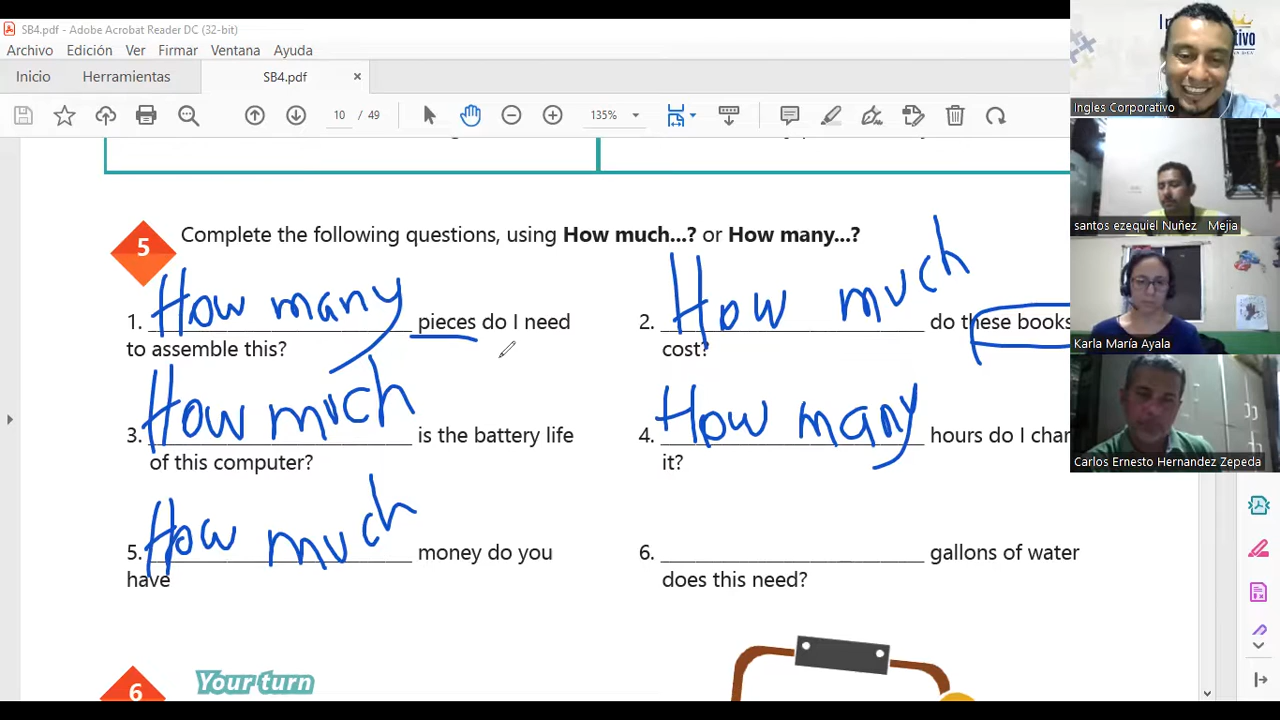 SB4.pdf - Adobe Acrobat Reader DC (32-bit)
Archivo Edición Ver Firmar Ventana Ayuda
Inicio Herramientas SB4.pdf ×
10 / 49 135%
5 Complete the following questions, using How much...? or How many...?
1. How many pieces do I need
to assemble this?
2. How much do these books
cost?
3. How much is the battery life
of this computer?
4. How many hours do I char
it?
5. How much money do you
have
6. gallons of water
does this need?
6 Your turn
Ingles Corporativo
santos ezequiel Nuñez Mejia
Karla María Ayala
Carlos Ernesto Hernandez Zepeda